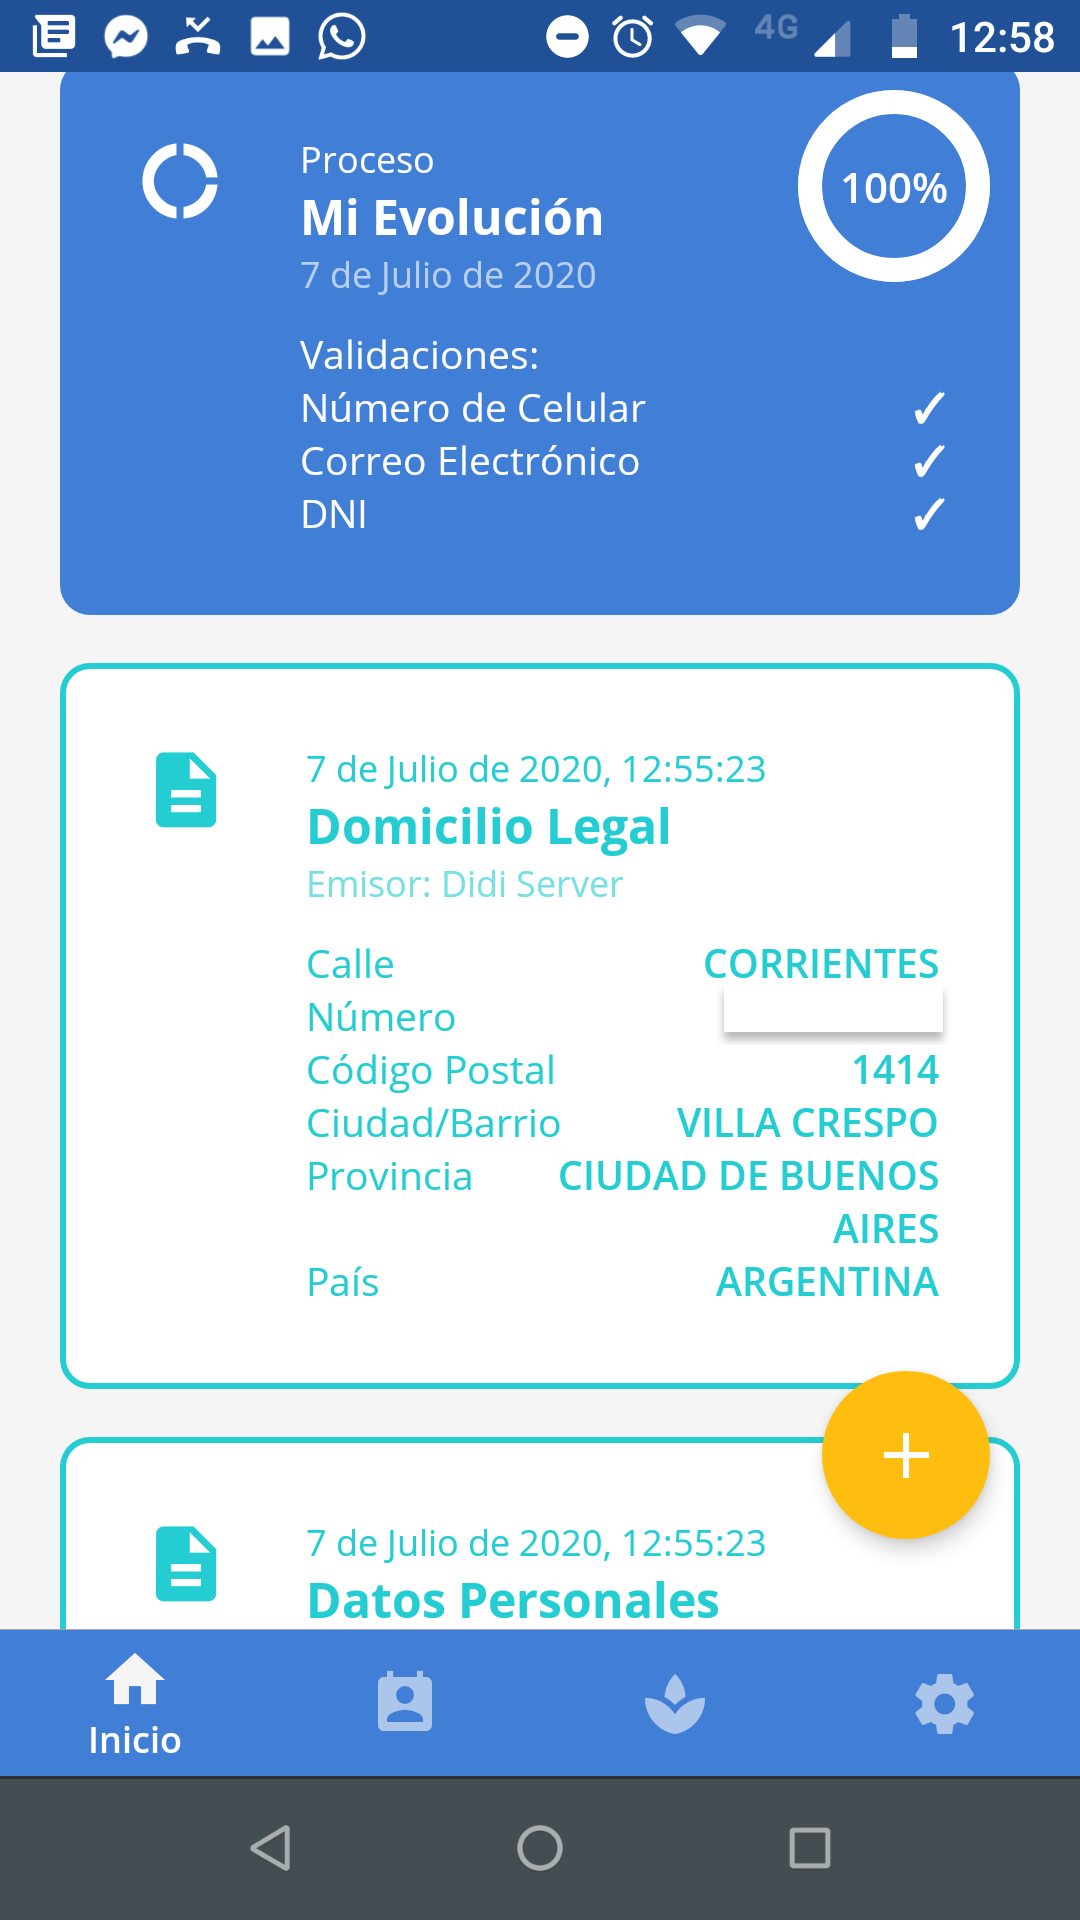 4G 12:58
Proceso
Mi Evolución
7 de Julio de 2020
100%
Validaciones:
Número de Celular ✓
Correo Electrónico ✓
DNI ✓
7 de Julio de 2020, 12:55:23
Domicilio Legal
Emisor: Didi Server
Calle CORRIENTES
Número
Código Postal 1414
Ciudad/Barrio VILLA CRESPO
Provincia CIUDAD DE BUENOS
AIRES
País ARGENTINA
7 de Julio de 2020, 12:55:23
Datos Personales
Inicio